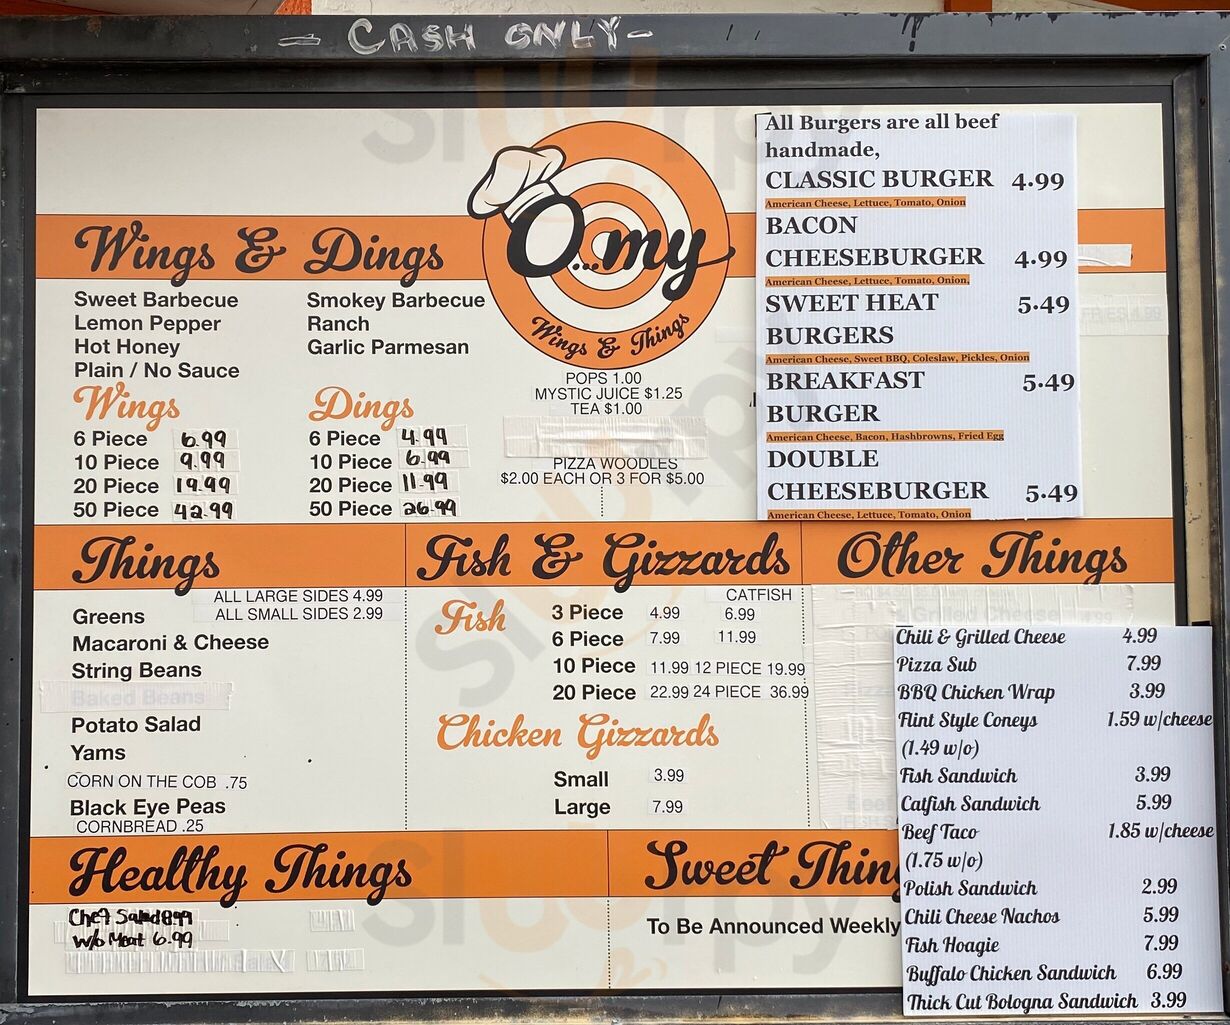 - CASH ONLY -
O...my
Wings & Things
Wings & Dings
Sweet Barbecue
Lemon Pepper
Hot Honey
Plain / No Sauce
Smokey Barbecue
Ranch
Garlic Parmesan
Wings
6 Piece 6.99
10 Piece 9.99
20 Piece 19.99
50 Piece 42.99
Dings
6 Piece 4.99
10 Piece 6.99
20 Piece 11.99
50 Piece 26.99
POPS 1.00
MYSTIC JUICE $1.25
TEA $1.00
PIZZA WOODLES
$2.00 EACH OR 3 FOR $5.00
All Burgers are all beef
handmade,
CLASSIC BURGER 4.99
American Cheese, Lettuce, Tomato, Onion
BACON
CHEESEBURGER 4.99
American Cheese, Lettuce, Tomato, Onion,
SWEET HEAT 5.49
BURGERS
American Cheese, Sweet BBQ, Coleslaw, Pickles, Onion
BREAKFAST 5.49
BURGER
American Cheese, Bacon, Hashbrowns, Fried Egg
DOUBLE
CHEESEBURGER 5.49
American Cheese, Lettuce, Tomato, Onion
Things
ALL LARGE SIDES 4.99
ALL SMALL SIDES 2.99
Greens
Macaroni & Cheese
String Beans
Baked Beans
Potato Salad
Yams
CORN ON THE COB .75
Black Eye Peas
CORNBREAD .25
Fish & Gizzards
Fish
CATFISH
3 Piece 4.99 6.99
6 Piece 7.99 11.99
10 Piece 11.99 12 PIECE 19.99
20 Piece 22.99 24 PIECE 36.99
Chicken Gizzards
Small 3.99
Large 7.99
Other Things
Grilled Cheese 4.99
Chili & Grilled Cheese 4.99
Pizza Sub 7.99
BBQ Chicken Wrap 3.99
Flint Style Coneys 1.59 w/cheese
(1.49 w/o)
Fish Sandwich 3.99
Catfish Sandwich 5.99
Beef Taco 1.85 w/cheese
(1.75 w/o)
Polish Sandwich 2.99
Chili Cheese Nachos 5.99
Fish Hoagie 7.99
Buffalo Chicken Sandwich 6.99
Thick Cut Bologna Sandwich 3.99
Healthy Things
Chef Salad 8.99
w/o Meat 6.99
Sweet Thin
To Be Announced Weekly
sluurpy
sluurpy
sluurpy